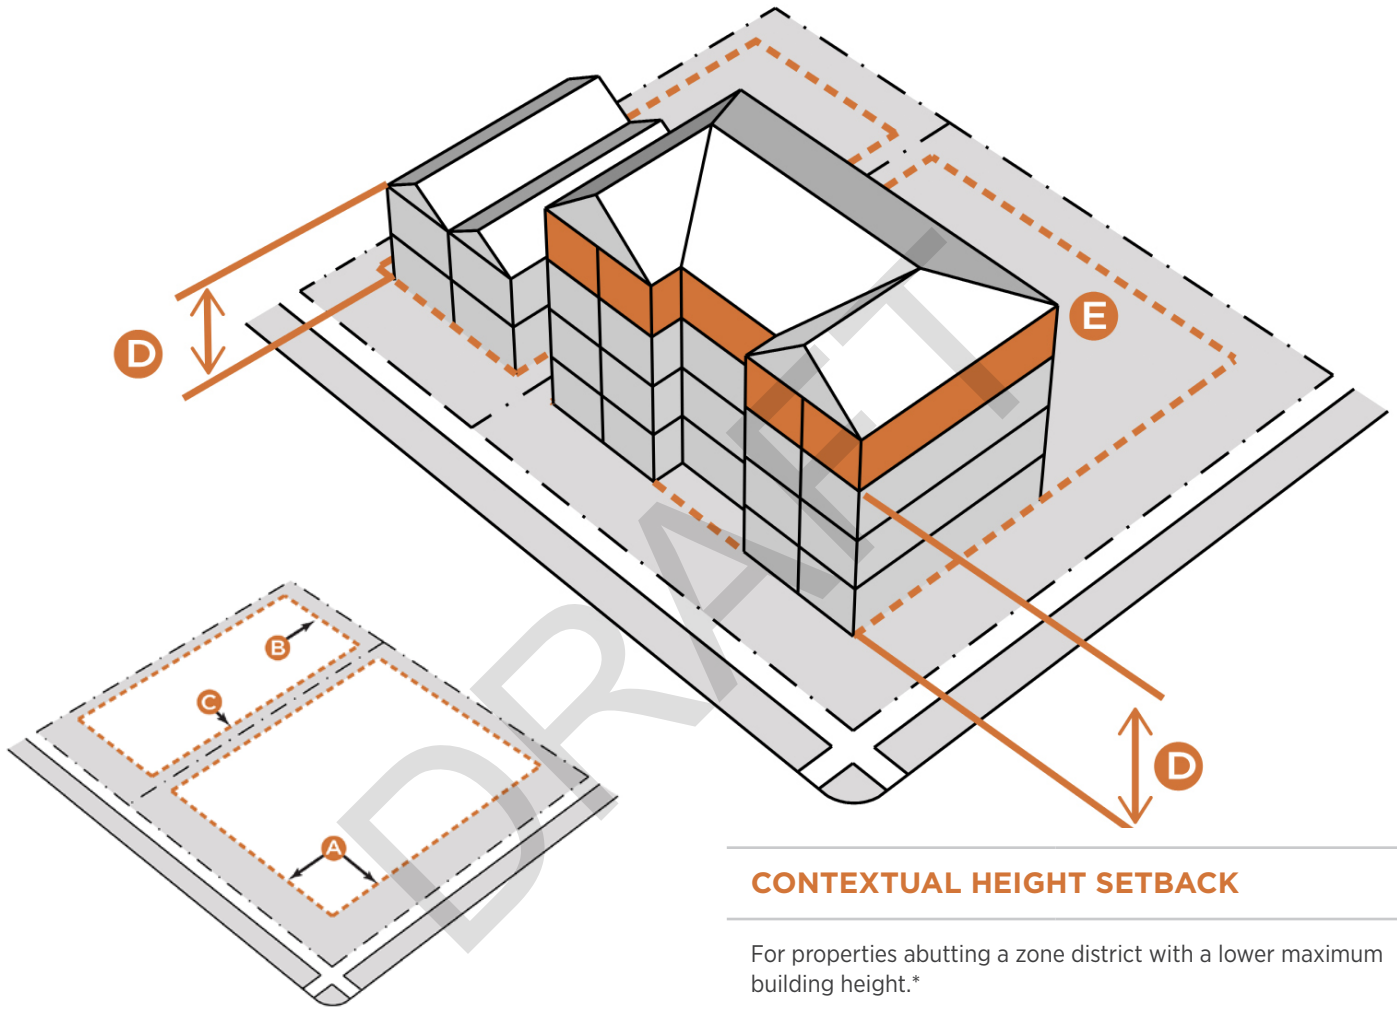 E
D
D
B
C
A
DRAFT
CONTEXTUAL HEIGHT SETBACK
For properties abutting a zone district with a lower maximum
building height.*